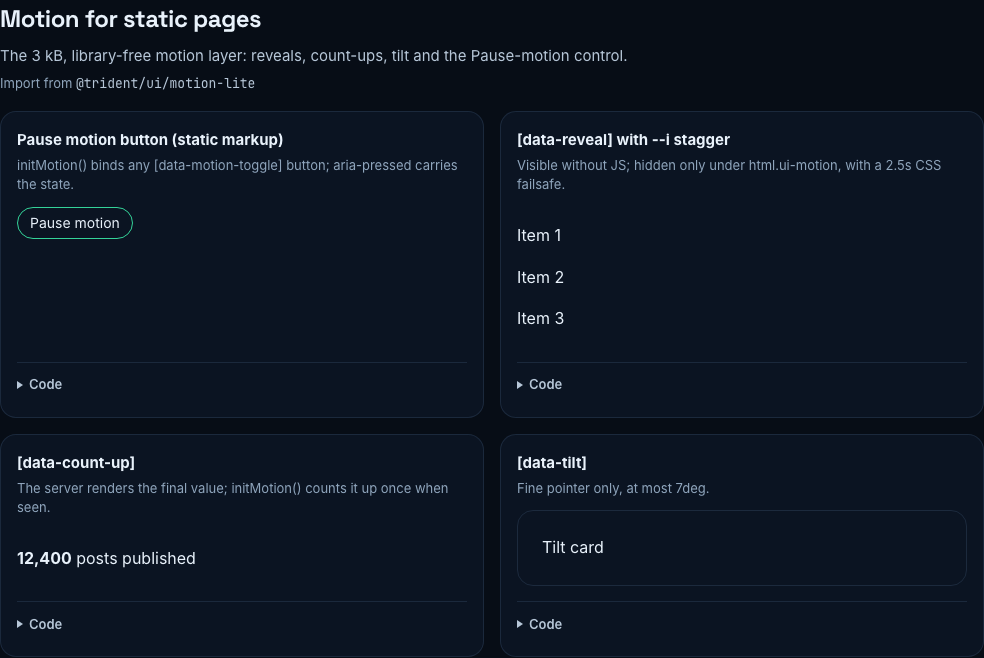 Motion for static pages
The 3 kB, library-free motion layer: reveals, count-ups, tilt and the Pause-motion control.
Import from @trident/ui/motion-lite
Pause motion button (static markup)
initMotion() binds any [data-motion-toggle] button; aria-pressed carries
the state.
Pause motion
Code
[data-reveal] with --i stagger
Visible without JS; hidden only under html.ui-motion, with a 2.5s CSS
failsafe.
Item 1
Item 2
Item 3
Code
[data-count-up]
The server renders the final value; initMotion() counts it up once when
seen.
12,400 posts published
Code
[data-tilt]
Fine pointer only, at most 7deg.
Tilt card
Code